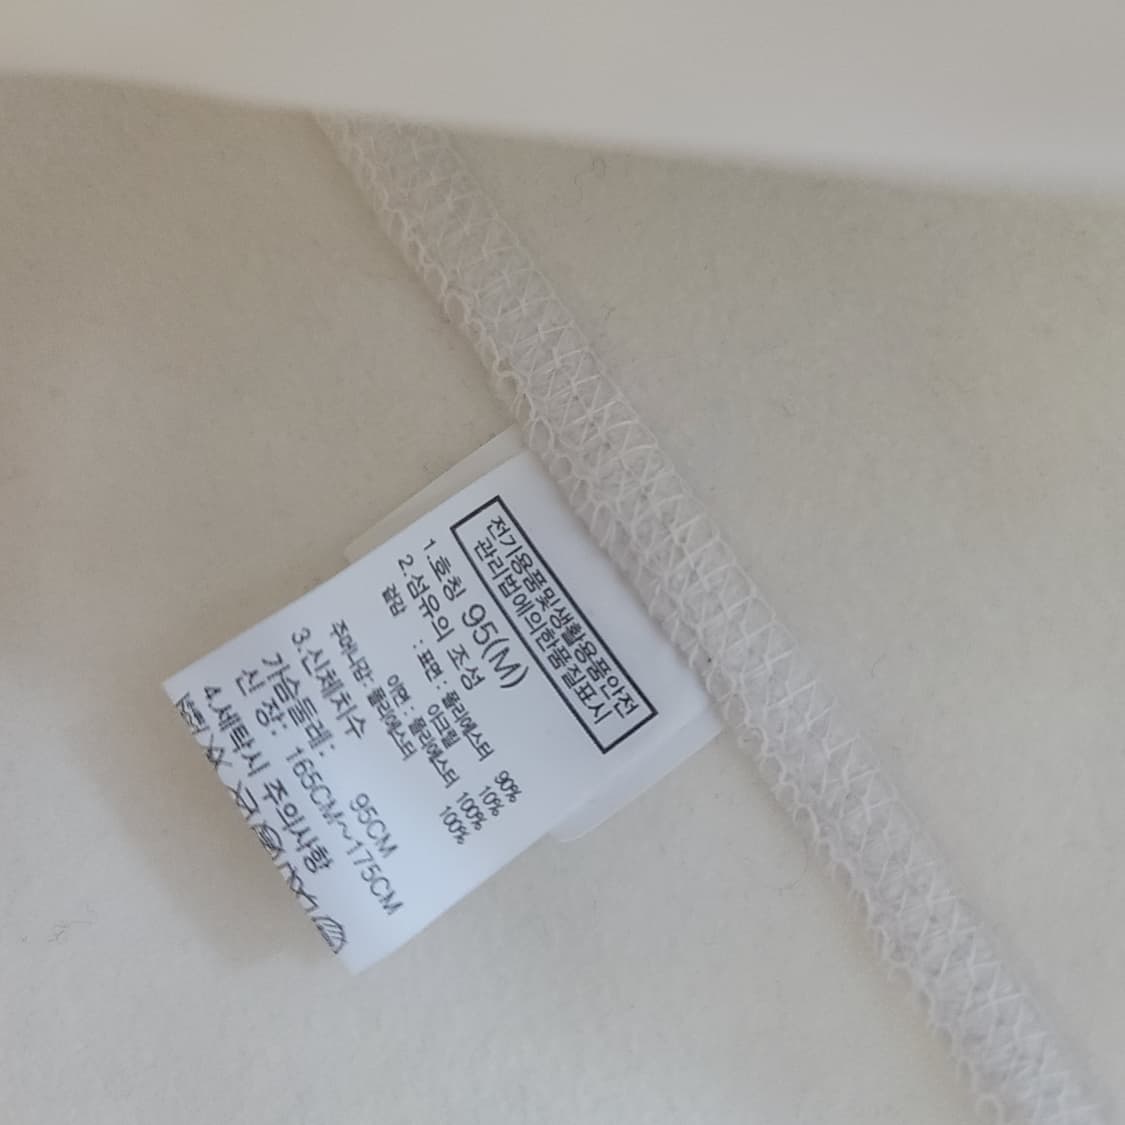 전기용품및생활용품안전
관리법에의한품질표시
1.호칭 95(M)
2.섬유의 조성
겉감 : 표면 : 폴리에스터 90%
아크릴 10%
이면 : 폴리에스터 100%
주머니감: 폴리에스터 100%
3.신체치수
가슴둘레: 95CM
신 장: 165CM~175CM
4.세탁시 주의사항